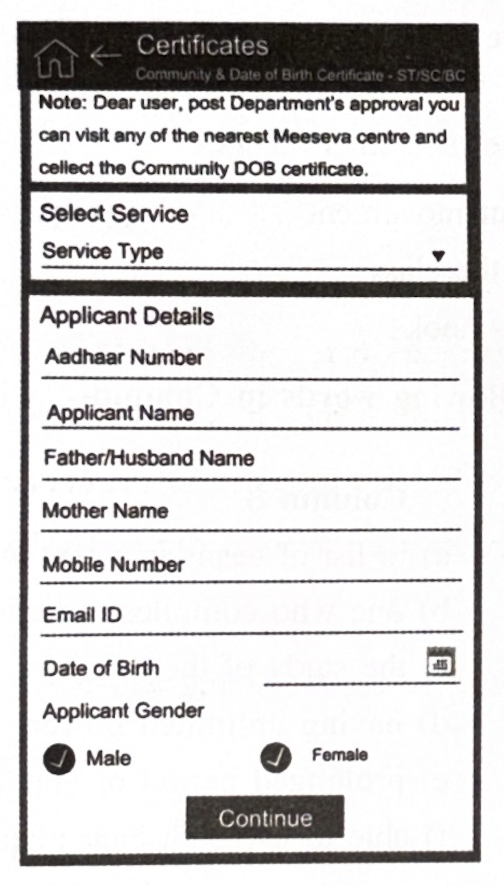 Certificates
Community & Date of Birth Certificate - ST/SC/BC
Note: Dear user, post Department's approval you
can visit any of the nearest Meeseva centre and
cellect the Community DOB certificate.
Select Service
Service Type
Applicant Details
Aadhaar Number
Applicant Name
Father/Husband Name
Mother Name
Mobile Number
Email ID
Date of Birth
Applicant Gender
Male Female
Continue